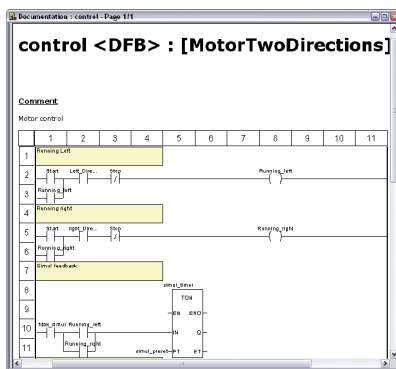 Documentation : control - Page 1/1
control <DFB> : [MotorTwoDirections]
Comment
Motor control
1 2 3 4 5 6 7 8 9 10 11
1 Running Left
2 Start Left_Dire... Stop Running_left
3 Running_left
4 Running right
5 Start right_Dire... Stop Running_right
6 Running_right
7 Simul feedback
8 simul_timer
TON
9 EN ENO
10 fdbk_simul Running_left IN Q
11 Running_right simul_preset PT ET